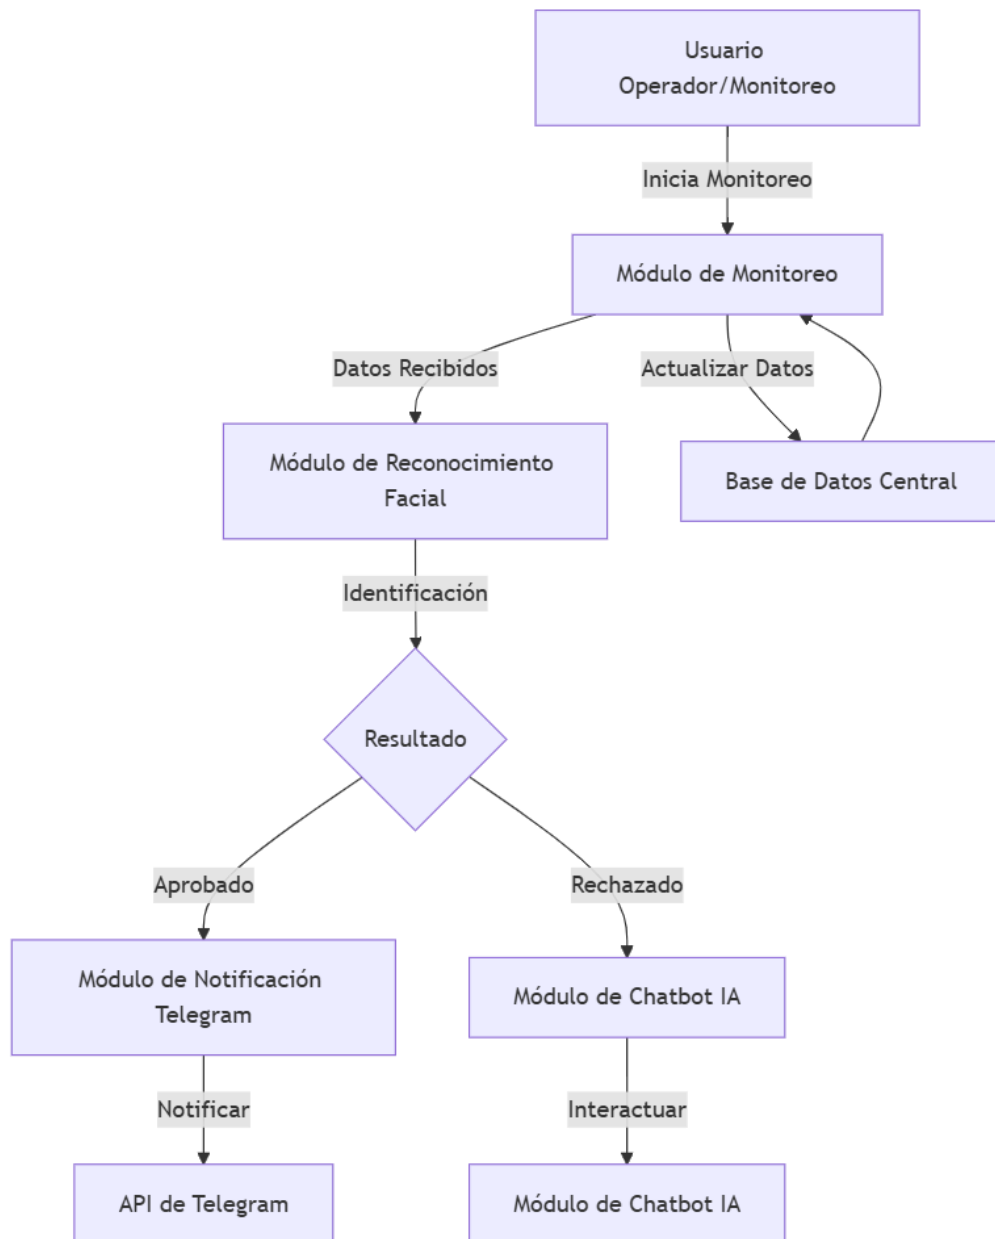 Usuario
Operador/Monitoreo
Inicia Monitoreo
Módulo de Monitoreo
Datos Recibidos
Actualizar Datos
Módulo de Reconocimiento
Facial
Base de Datos Central
Identificación
Resultado
Aprobado
Rechazado
Módulo de Notificación
Telegram
Módulo de Chatbot IA
Notificar
Interactuar
API de Telegram
Módulo de Chatbot IA